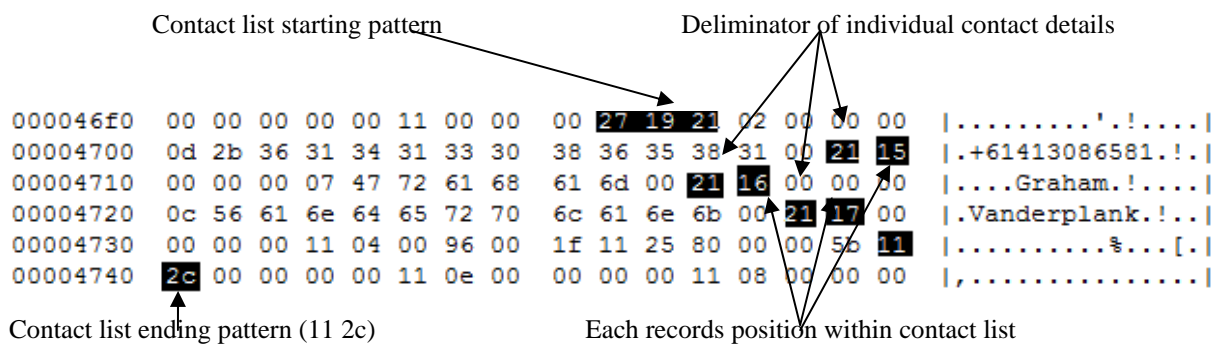 Contact list starting pattern Deliminator of individual contact details
000046f0 00 00 00 00 00 11 00 00 00 27 19 21 02 00 00 00 |.........'.!....|
00004700 0d 2b 36 31 34 31 33 30 38 36 35 38 31 00 21 15 |.+61413086581.!.|
00004710 00 00 00 07 47 72 61 68 61 6d 00 21 16 00 00 00 |....Graham.!....|
00004720 0c 56 61 6e 64 65 72 70 6c 61 6e 6b 00 21 17 00 |.Vanderplank.!..|
00004730 00 00 00 11 04 00 96 00 1f 11 25 80 00 00 5b 11 |..........%...[.|
00004740 2c 00 00 00 00 11 0e 00 00 00 00 11 08 00 00 00 |,...............|
Contact list ending pattern (11 2c) Each records position within contact list